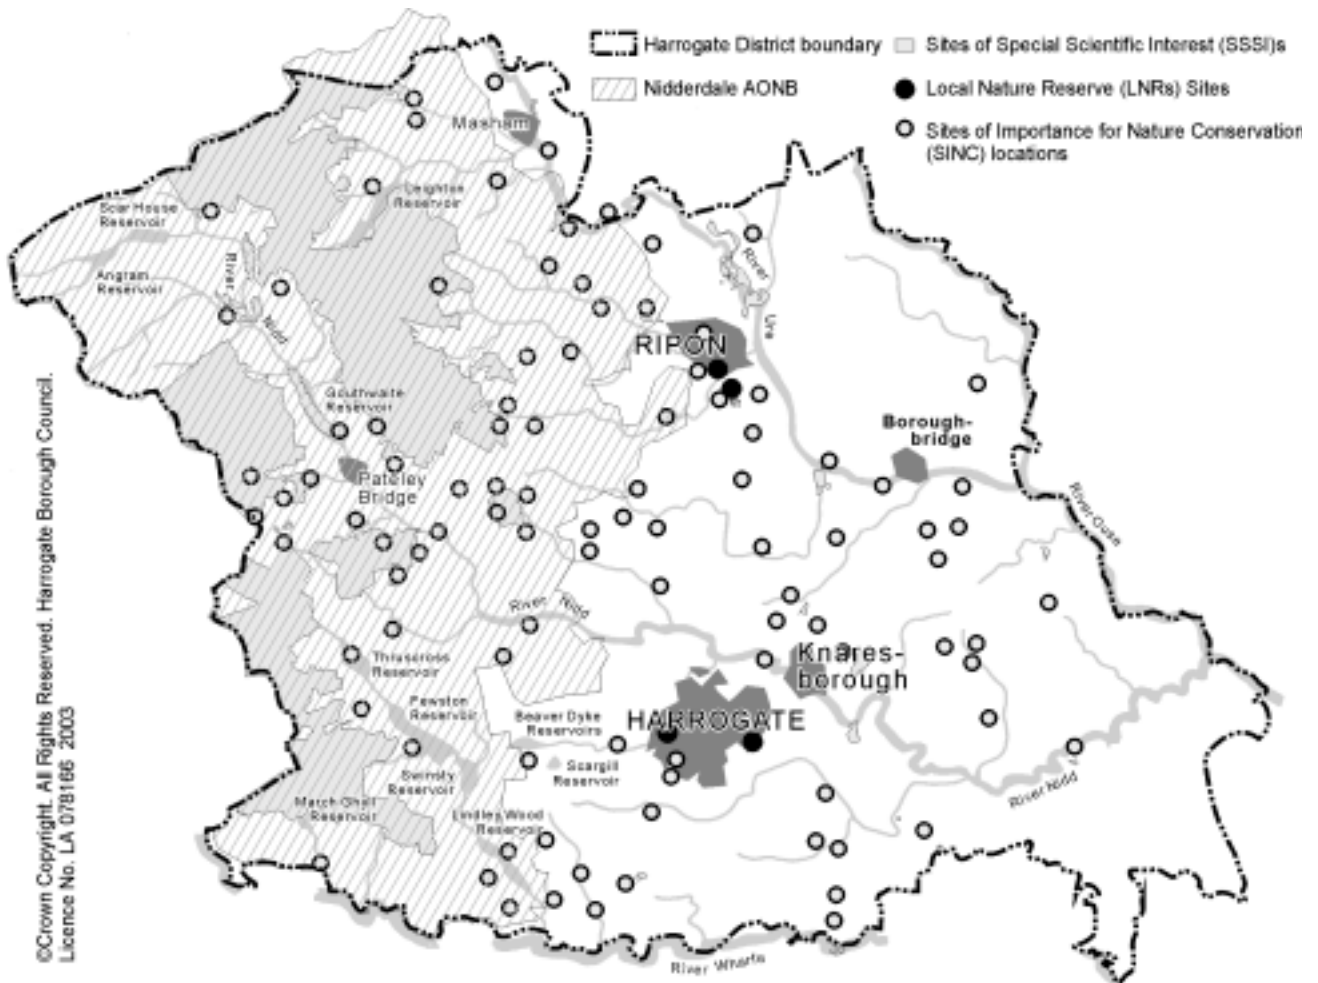 Harrogate District boundary
Nidderdale AONB
Sites of Special Scientific Interest (SSSI)s
Local Nature Reserve (LNRs) Sites
Sites of Importance for Nature Conservation
(SINC) locations
Masham
Leighton
Reservoir
Scar House
Reservoir
Angram
Reservoir
River
Nidd
River
Ure
RIPON
Gouthwaite
Reservoir
Pateley
Bridge
Borough-
bridge
River Ouse
River Nidd
Thruscross
Reservoir
Fewston
Reservoir
Beaver Dyke
Reservoirs
HARROGATE
Knares-
borough
Scargill
Reservoir
Swinsty
Reservoir
March Ghyll
Reservoir
Lindley Wood
Reservoir
River Nidd
River Wharfe
©Crown Copyright. All Rights Reserved. Harrogate Borough Council.
Licence No. LA 078166 2003